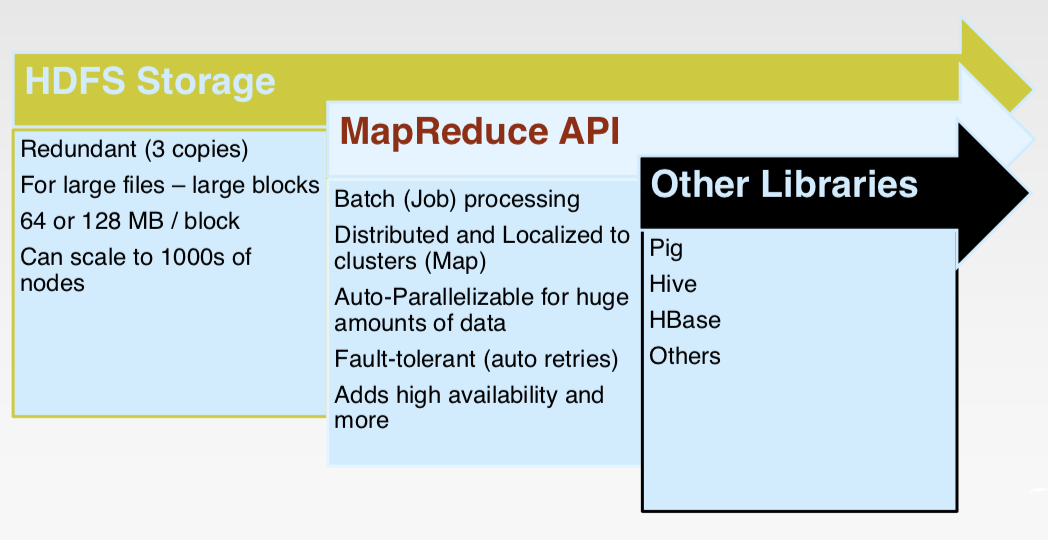 HDFS Storage
Redundant (3 copies)
For large files – large blocks
64 or 128 MB / block
Can scale to 1000s of
nodes
MapReduce API
Batch (Job) processing
Distributed and Localized to
clusters (Map)
Auto-Parallelizable for huge
amounts of data
Fault-tolerant (auto retries)
Adds high availability and
more
Other Libraries
Pig
Hive
HBase
Others